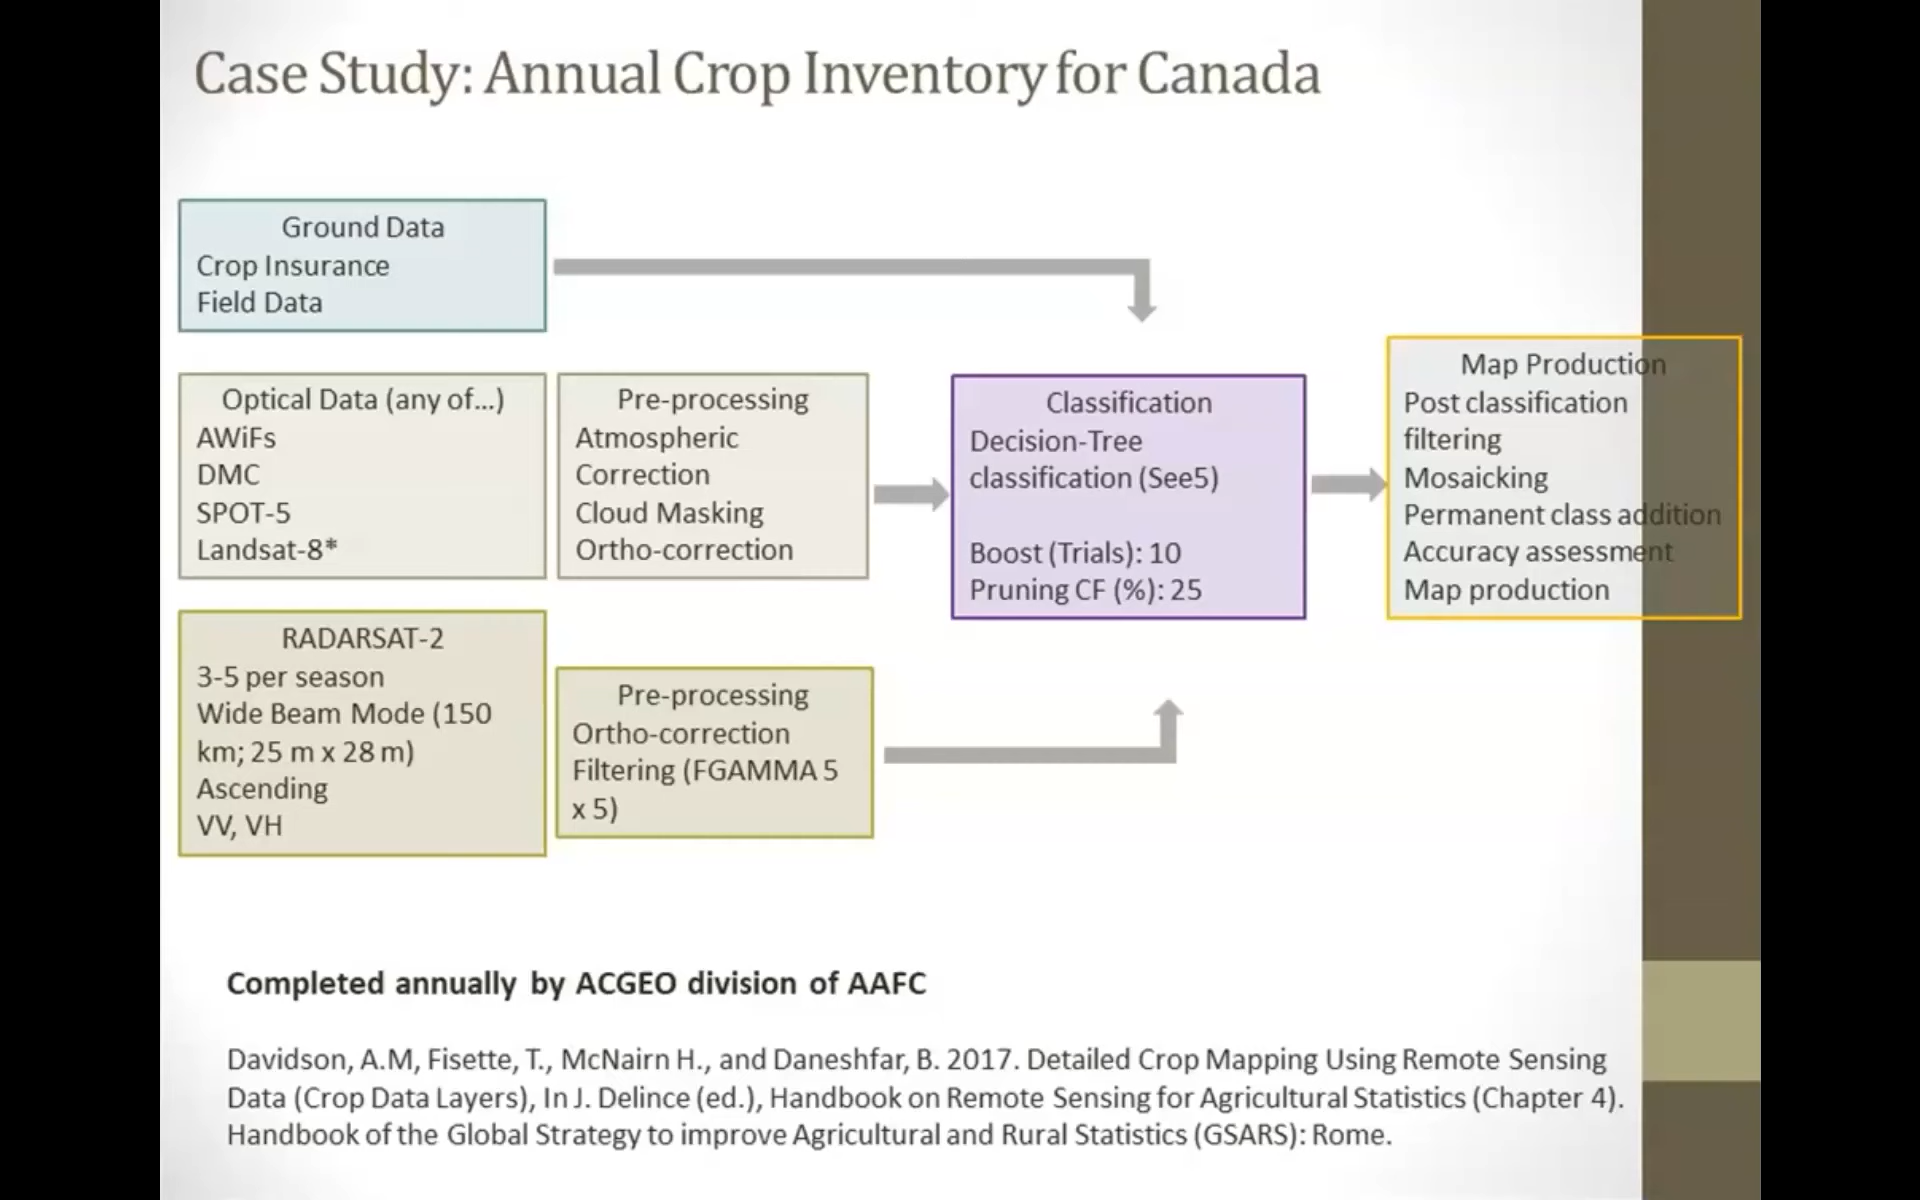 Case Study: Annual Crop Inventory for Canada
Ground Data
Crop Insurance
Field Data
Optical Data (any of...)
AWiFs
DMC
SPOT-5
Landsat-8*
Pre-processing
Atmospheric
Correction
Cloud Masking
Ortho-correction
Classification
Decision-Tree
classification (See5)
Boost (Trials): 10
Pruning CF (%): 25
Map Production
Post classification
filtering
Mosaicking
Permanent class addition
Accuracy assessment
Map production
RADARSAT-2
3-5 per season
Wide Beam Mode (150
km; 25 m x 28 m)
Ascending
VV, VH
Pre-processing
Ortho-correction
Filtering (FGAMMA 5
x 5)
Completed annually by ACGEO division of AAFC
Davidson, A.M, Fisette, T., McNairn H., and Daneshfar, B. 2017. Detailed Crop Mapping Using Remote Sensing
Data (Crop Data Layers), In J. Delince (ed.), Handbook on Remote Sensing for Agricultural Statistics (Chapter 4).
Handbook of the Global Strategy to improve Agricultural and Rural Statistics (GSARS): Rome.